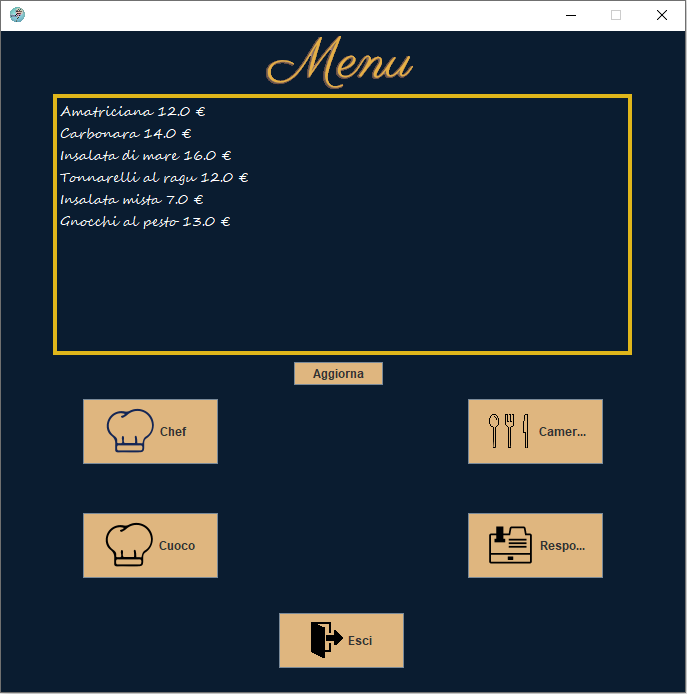 Menu
Amatriciana 12.0 €
Carbonara 14.0 €
Insalata di mare 16.0 €
Tonnarelli al ragu 12.0 €
Insalata mista 7.0 €
Gnocchi al pesto 13.0 €
Aggiorna
Chef
Camer...
Cuoco
Respo...
Esci